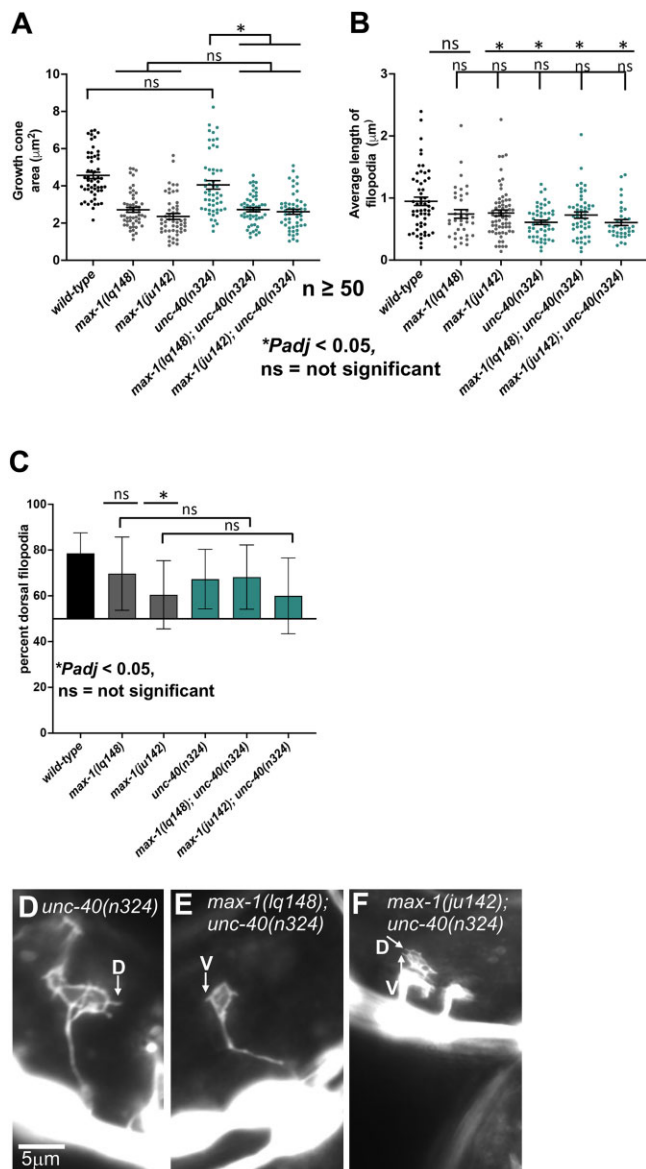 A
*
ns
ns
10
8
6
4
2
0
Growth cone
area (μm²)
wild-type
max-1(lq148)
max-1(ju142)
unc-40(n324)
max-1(lq148); unc-40(n324)
max-1(ju142); unc-40(n324)
n ≥ 50
B
ns * * * *
ns ns ns ns ns
3
2
1
0
Average length of
filopodia (μm)
wild-type
max-1(lq148)
max-1(ju142)
unc-40(n324)
max-1(lq148); unc-40(n324)
max-1(ju142); unc-40(n324)
*Padj < 0.05,
ns = not significant
C
ns *
ns
ns
100
80
60
40
20
0
percent dorsal filopodia
*Padj < 0.05,
ns = not significant
wild-type
max-1(lq148)
max-1(ju142)
unc-40(n324)
max-1(lq148); unc-40(n324)
max-1(ju142); unc-40(n324)
D unc-40(n324)
D
5μm
E max-1(lq148);
unc-40(n324)
V
F max-1(ju142);
unc-40(n324)
D
V